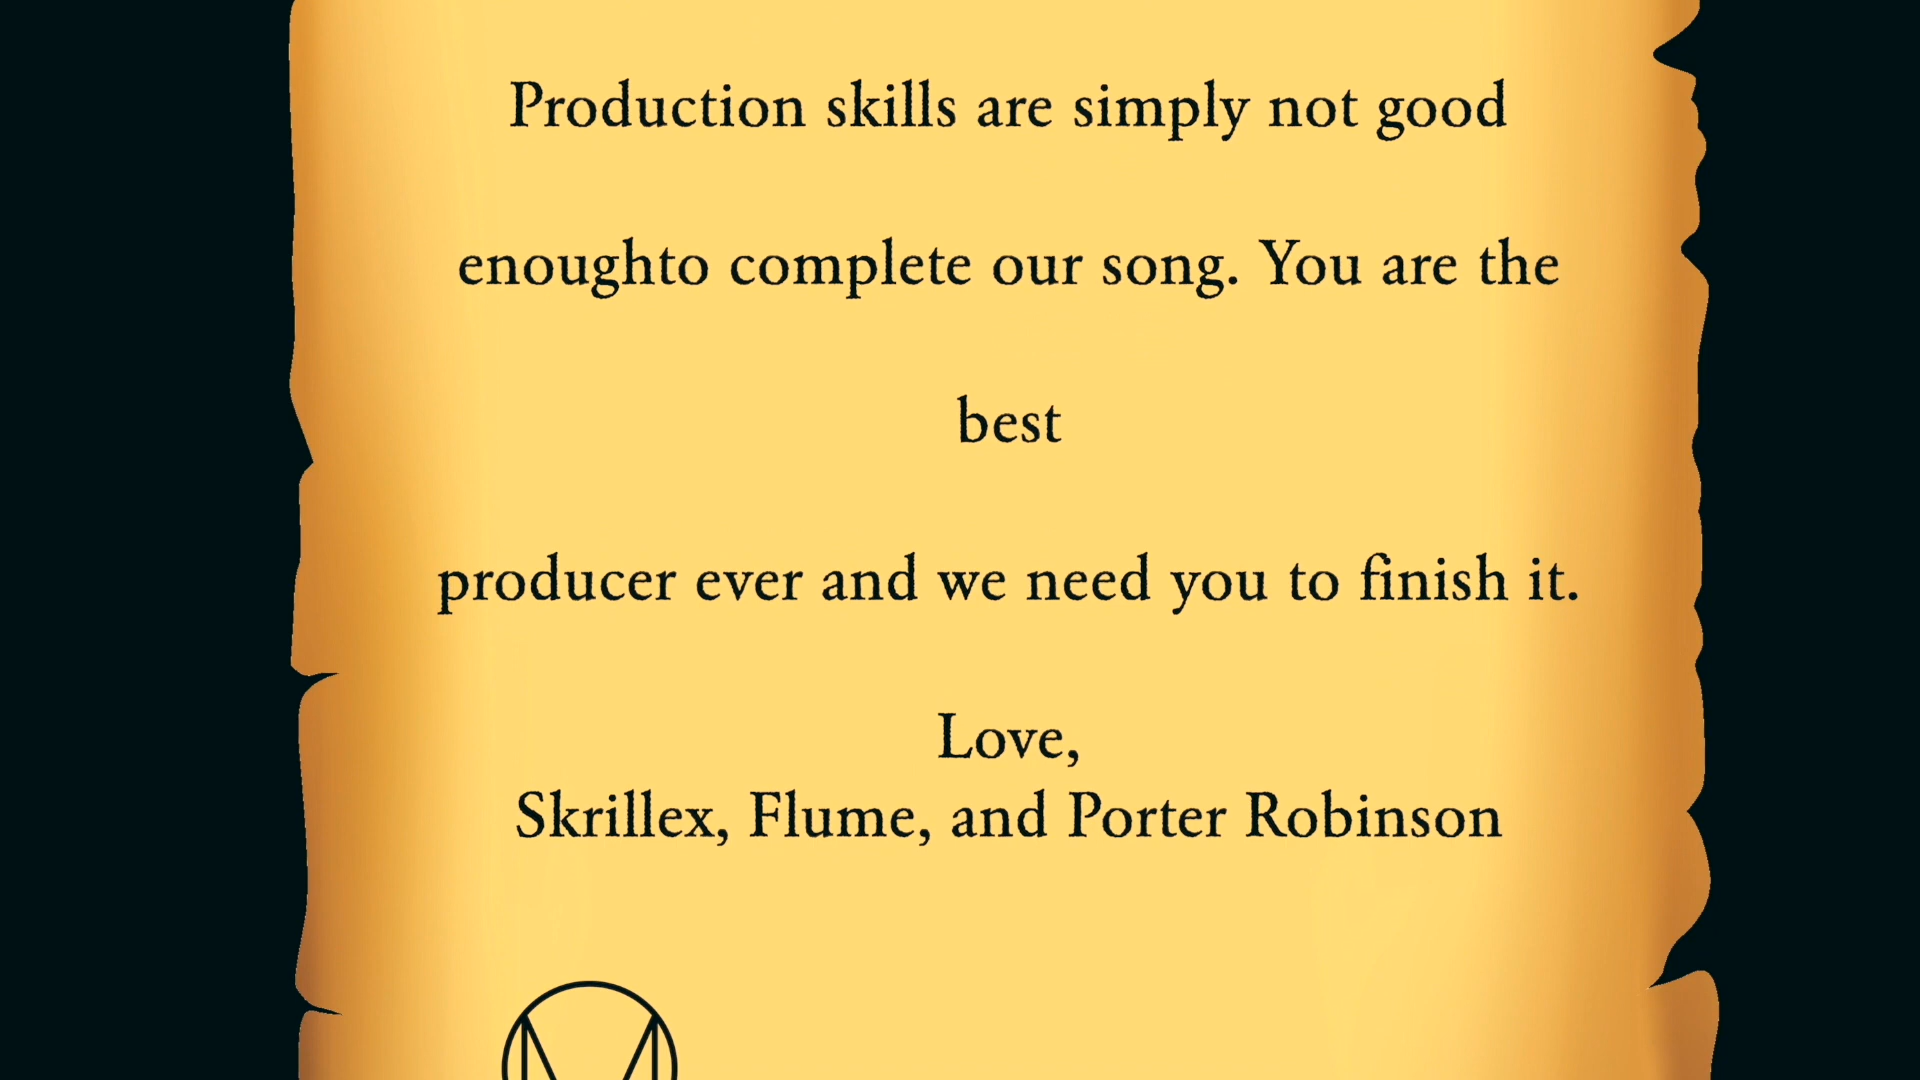 Production skills are simply not good
enoughto complete our song. You are the
best
producer ever and we need you to finish it.
Love,
Skrillex, Flume, and Porter Robinson